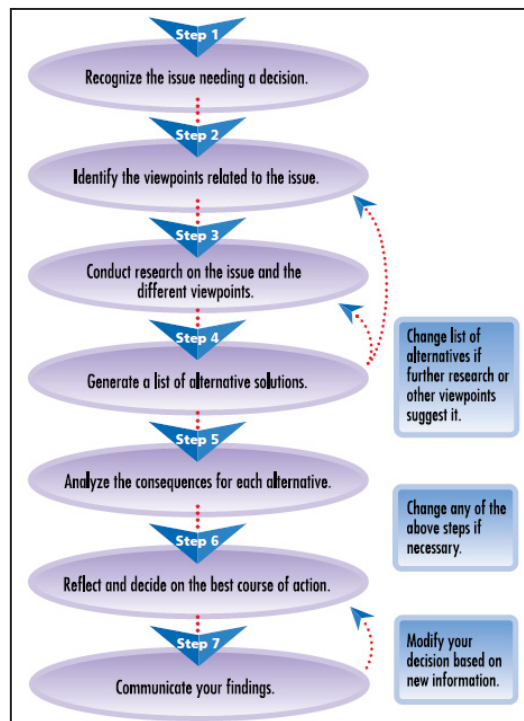 Step 1
Recognize the issue needing a decision.
Step 2
Identify the viewpoints related to the issue.
Step 3
Conduct research on the issue and the
different viewpoints.
Step 4
Generate a list of alternative solutions.
Change list of
alternatives if
further research or
other viewpoints
suggest it.
Step 5
Analyze the consequences for each alternative.
Change any of the
above steps if
necessary.
Step 6
Reflect and decide on the best course of action.
Step 7
Communicate your findings.
Modify your
decision based on
new information.